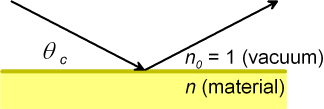 θc
n0 = 1 (vacuum)
n (material)